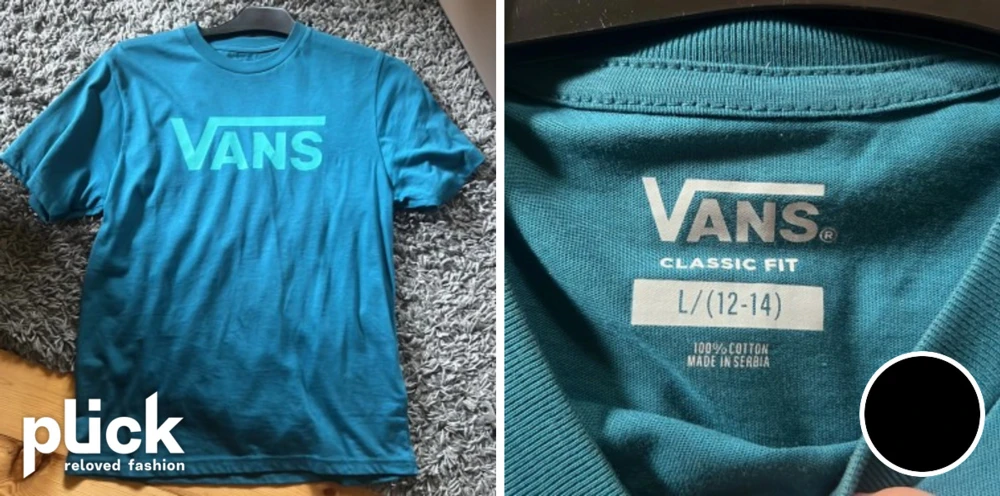 VANS
plick
reloved fashion
VANS®
CLASSIC FIT
L/(12-14)
100% COTTON
MADE IN SERBIA